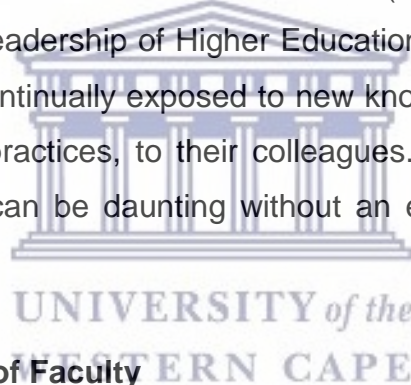 eadership of Higher Education
ntinually exposed to new kno
ractices, to their colleagues.
can be daunting without an e
UNIVERSITY of the
of Faculty
WESTERN CAPE